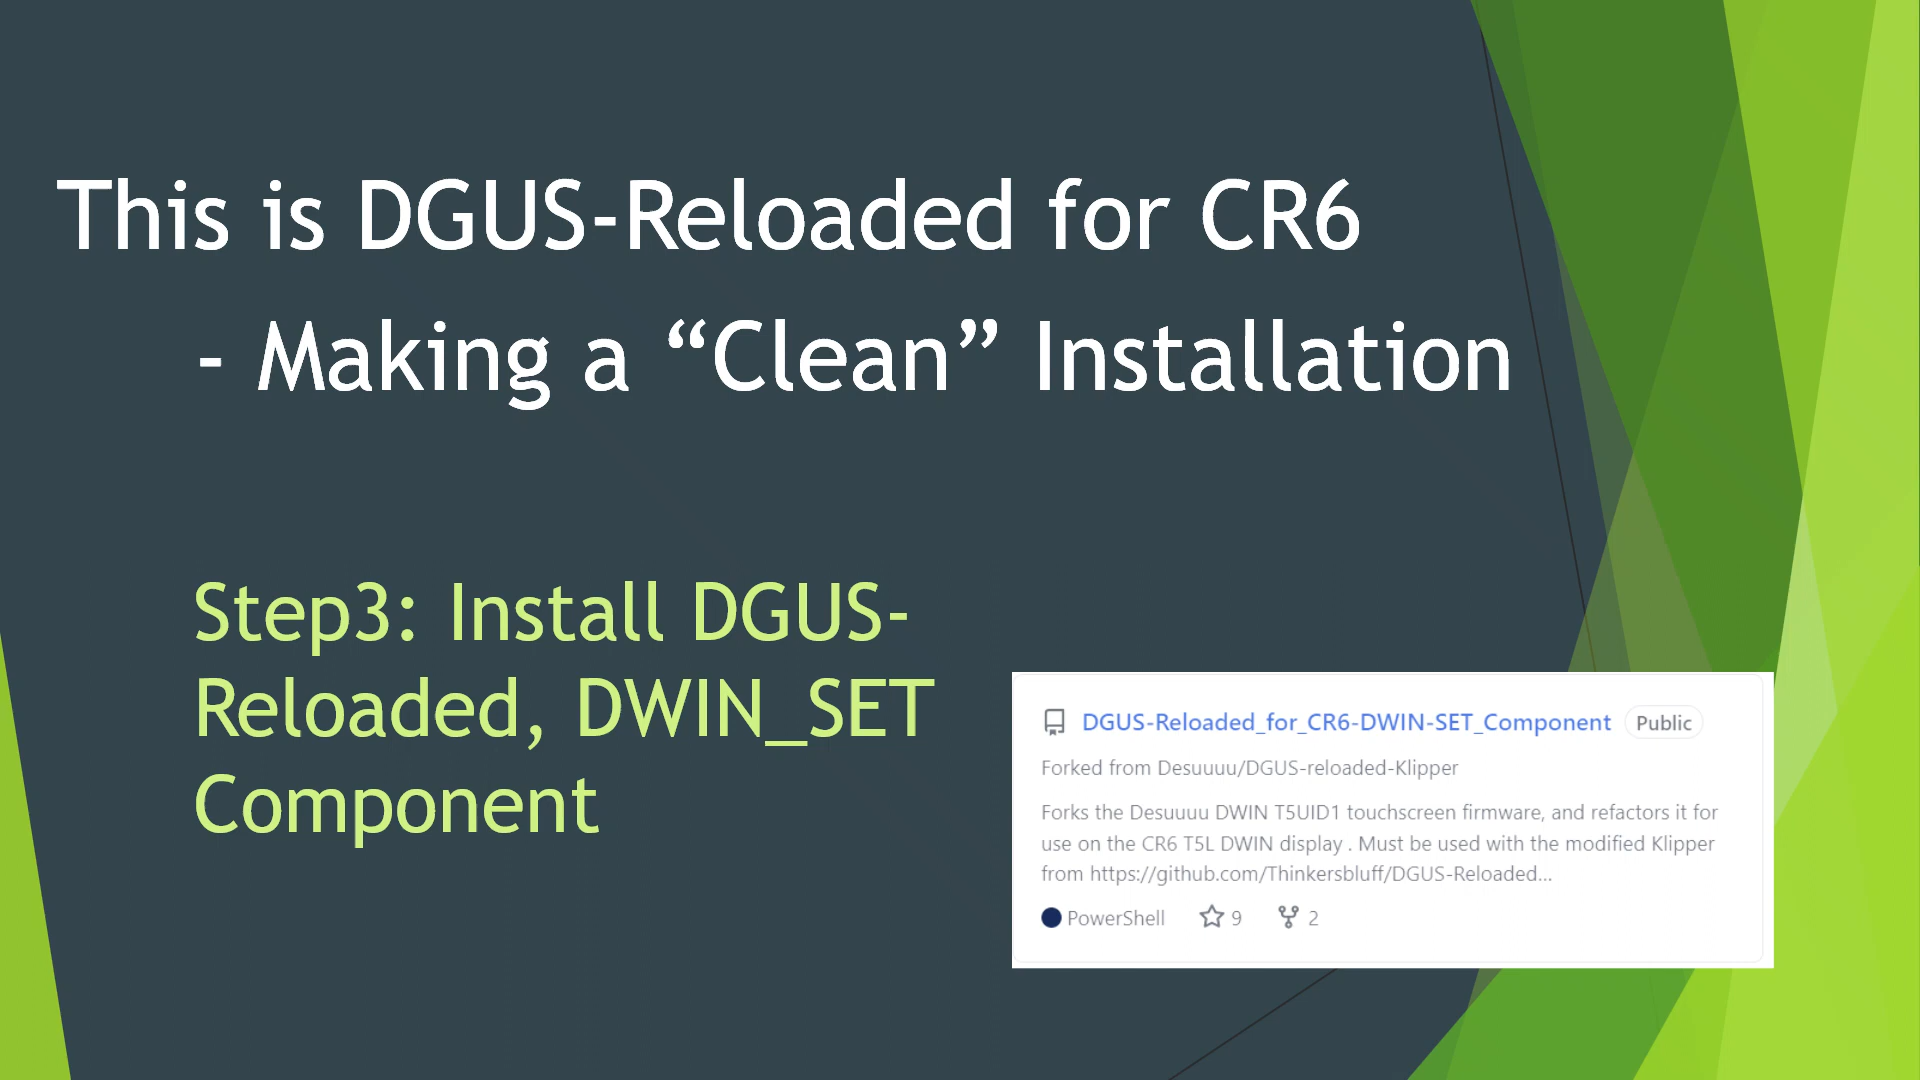 This is DGUS-Reloaded for CR6
- Making a “Clean” Installation
Step3: Install DGUS-
Reloaded, DWIN_SET
Component
DGUS-Reloaded_for_CR6-DWIN-SET_Component Public
Forked from Desuuuu/DGUS-reloaded-Klipper
Forks the Desuuuu DWIN T5UID1 touchscreen firmware, and refactors it for
use on the CR6 T5L DWIN display . Must be used with the modified Klipper
from https://github.com/Thinkersbluff/DGUS-Reloaded...
PowerShell 9 2